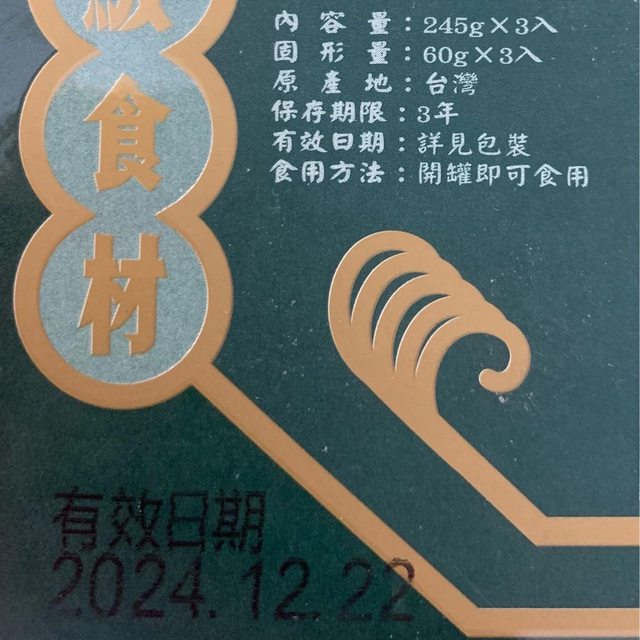 內容量：245g×3入
固形量：60g×3入
原產地：台灣
保存期限：3年
有效日期：詳見包裝
食用方法：開罐即可食用
級食材
有效日期
2024.12.22